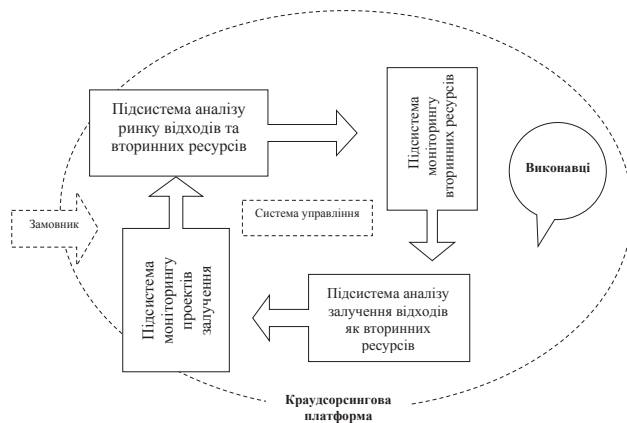 Підсистема аналізу
ринку відходів та
вторинних ресурсів
Підсистема
моніторингу
вторинних ресурсів
Виконавці
Замовник
Система управління
Підсистема
моніторингу
проектів
залучення
Підсистема аналізу
залучення відходів
як вторинних
ресурсів
Краудсорсингова
платформа